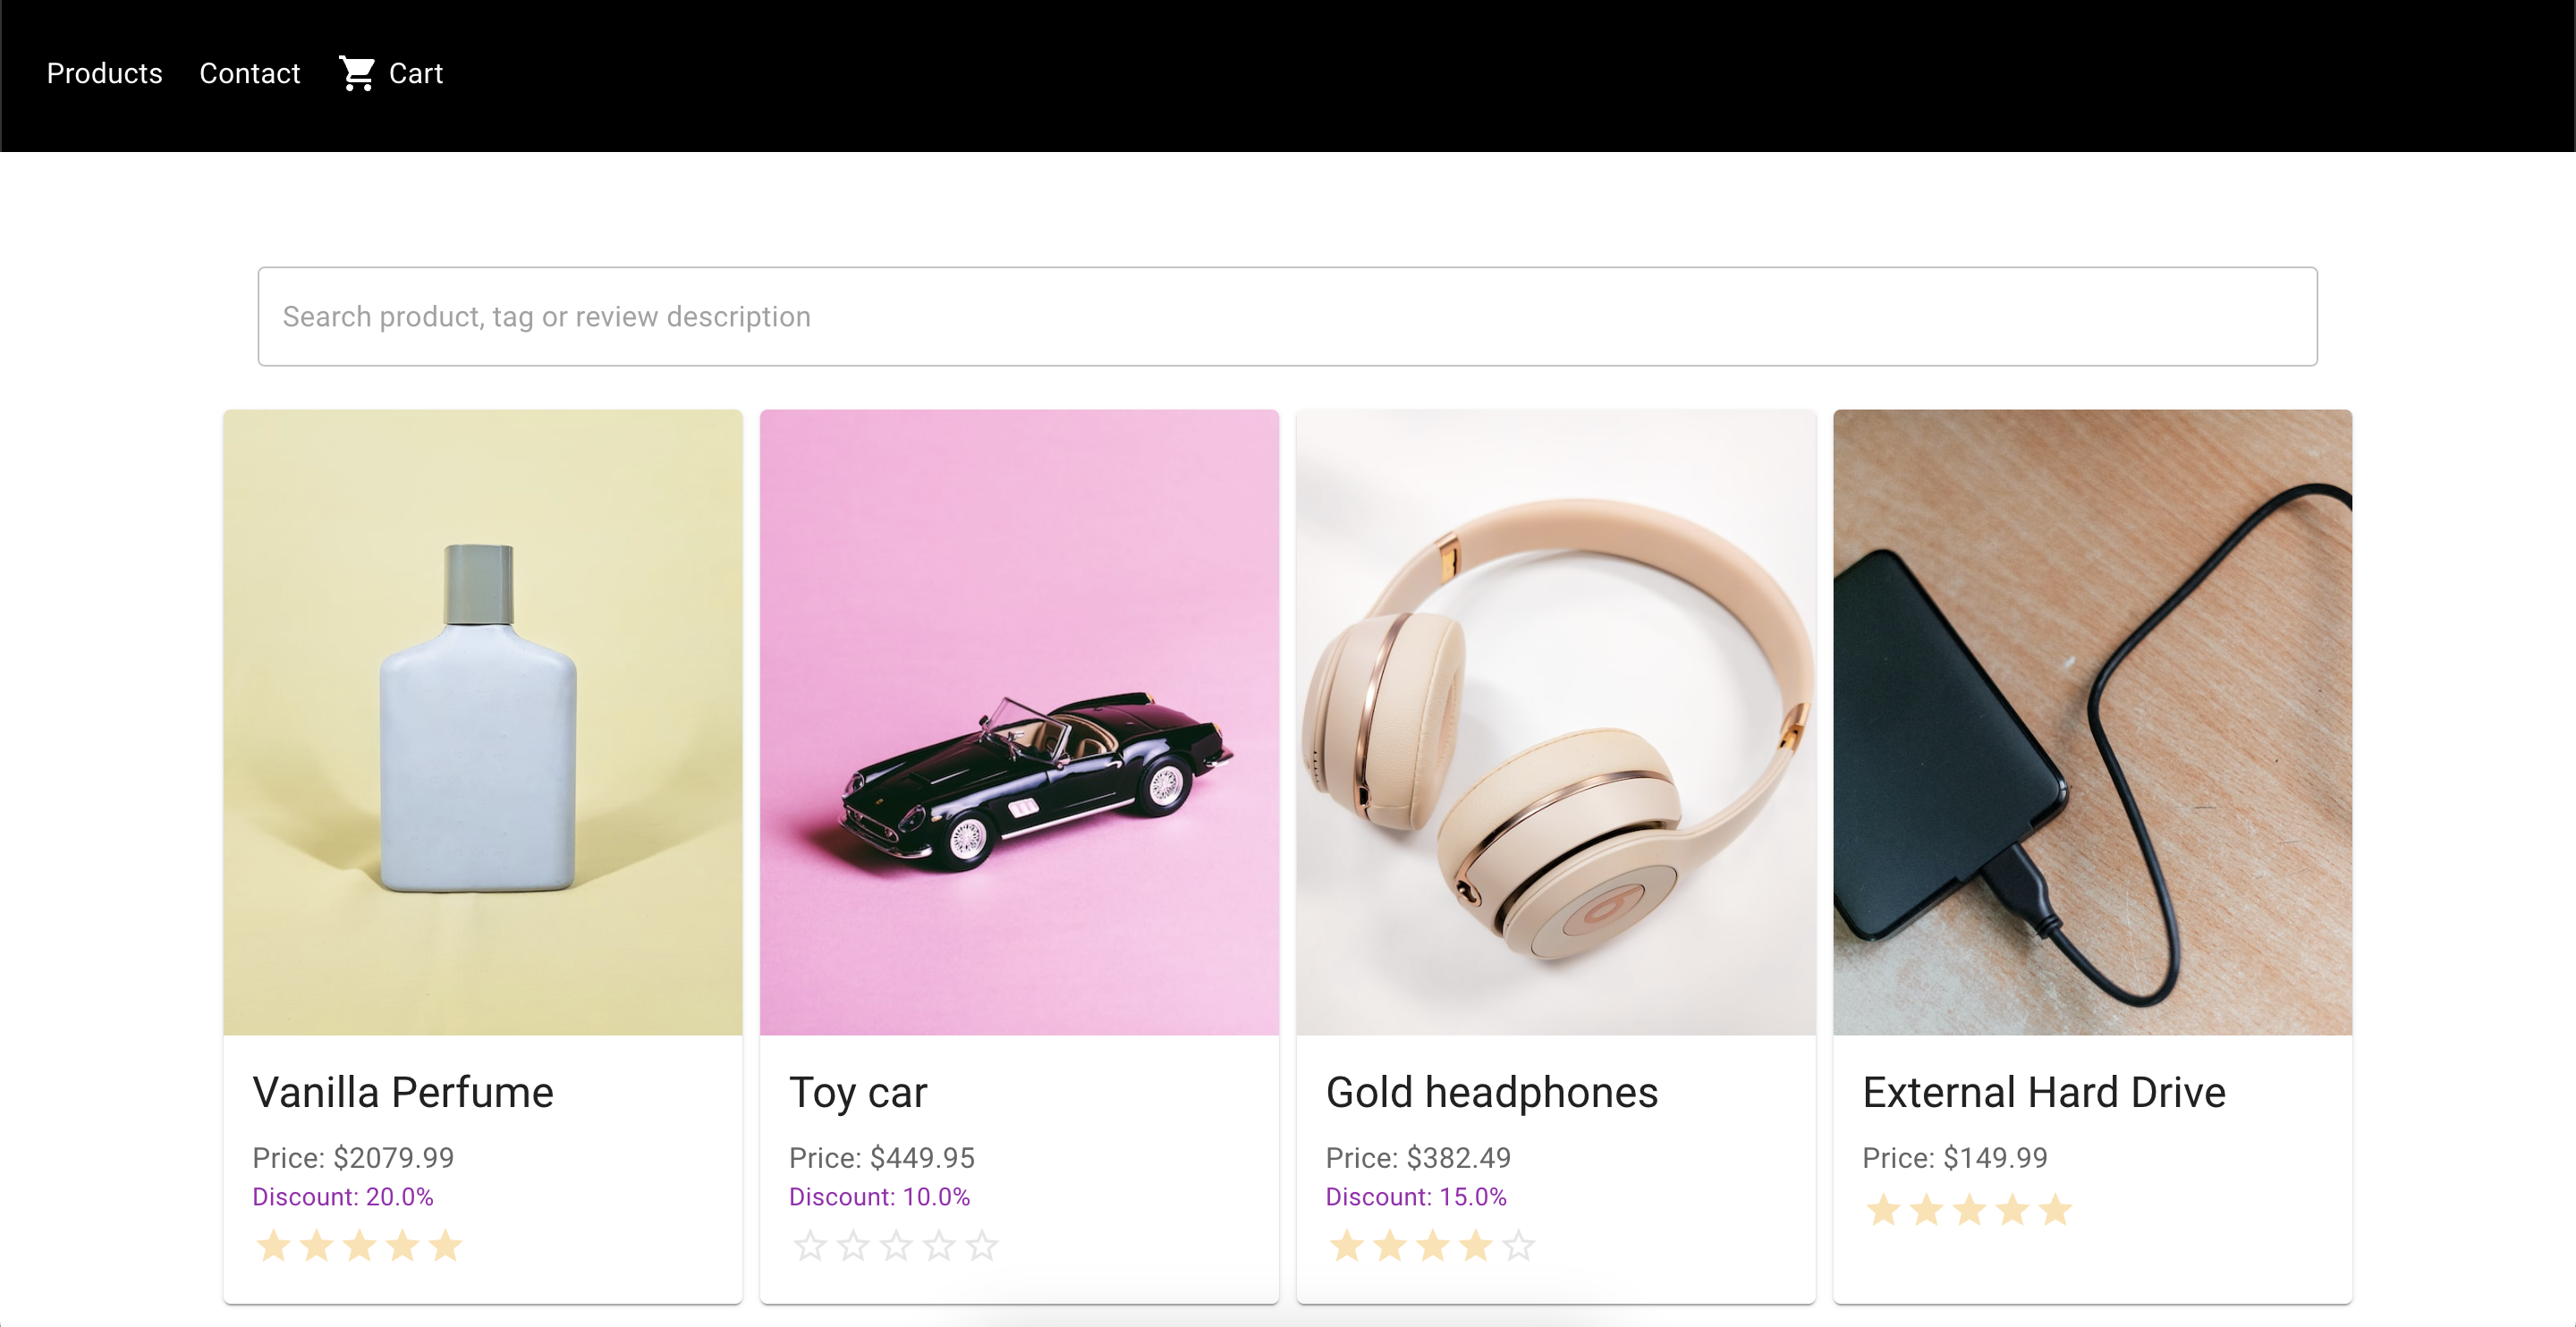 Products Contact Cart
Search product, tag or review description
Vanilla Perfume
Price: $2079.99
Discount: 20.0%
Toy car
Price: $449.95
Discount: 10.0%
Gold headphones
Price: $382.49
Discount: 15.0%
External Hard Drive
Price: $149.99